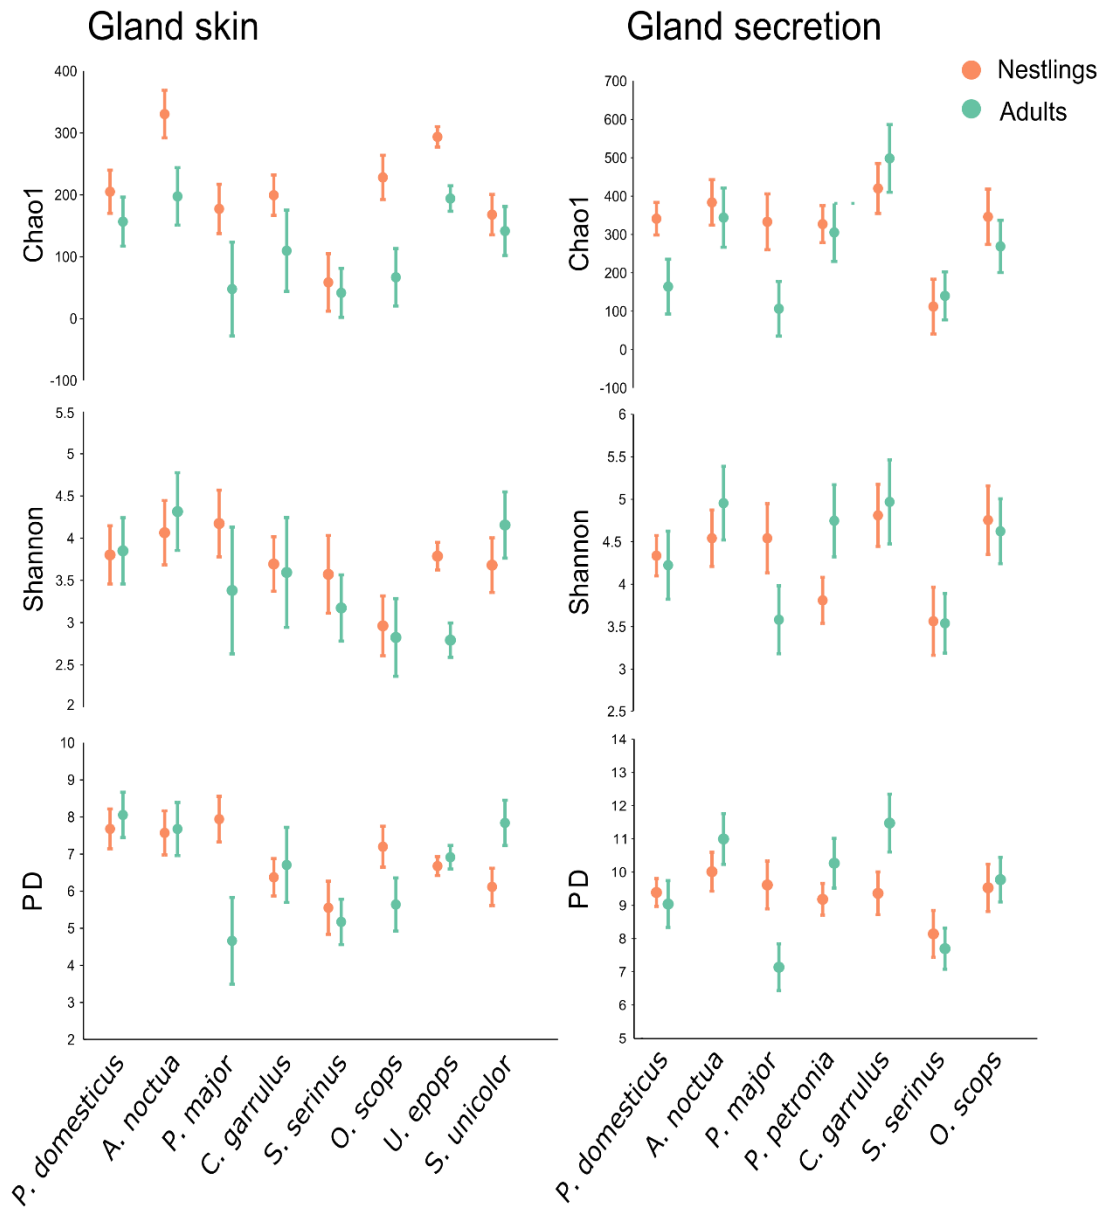 Gland skin
Gland secretion
Nestlings
Adults
Chao1
400
300
200
100
0
-100
Chao1
700
600
500
400
300
200
100
0
-100
Shannon
5.5
5
4.5
4
3.5
3
2.5
2
Shannon
6
5.5
5
4.5
4
3.5
3
2.5
PD
10
9
8
7
6
5
4
3
2
PD
14
13
12
11
10
9
8
7
6
5
P. domesticus
A. noctua
P. major
C. garrulus
S. serinus
O. scops
U. epops
S. unicolor
P. domesticus
A. noctua
P. major
P. petronia
C. garrulus
S. serinus
O. scops